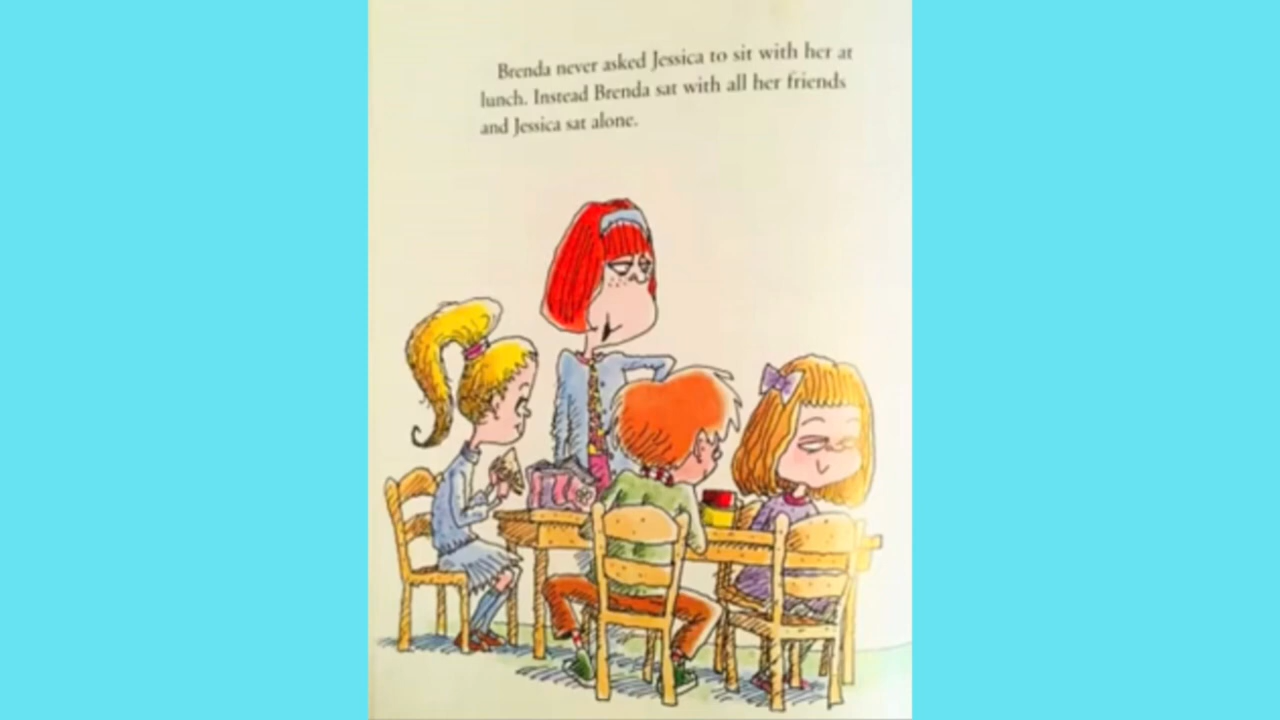 Brenda never asked Jessica to sit with her at
lunch. Instead Brenda sat with all her friends
and Jessica sat alone.